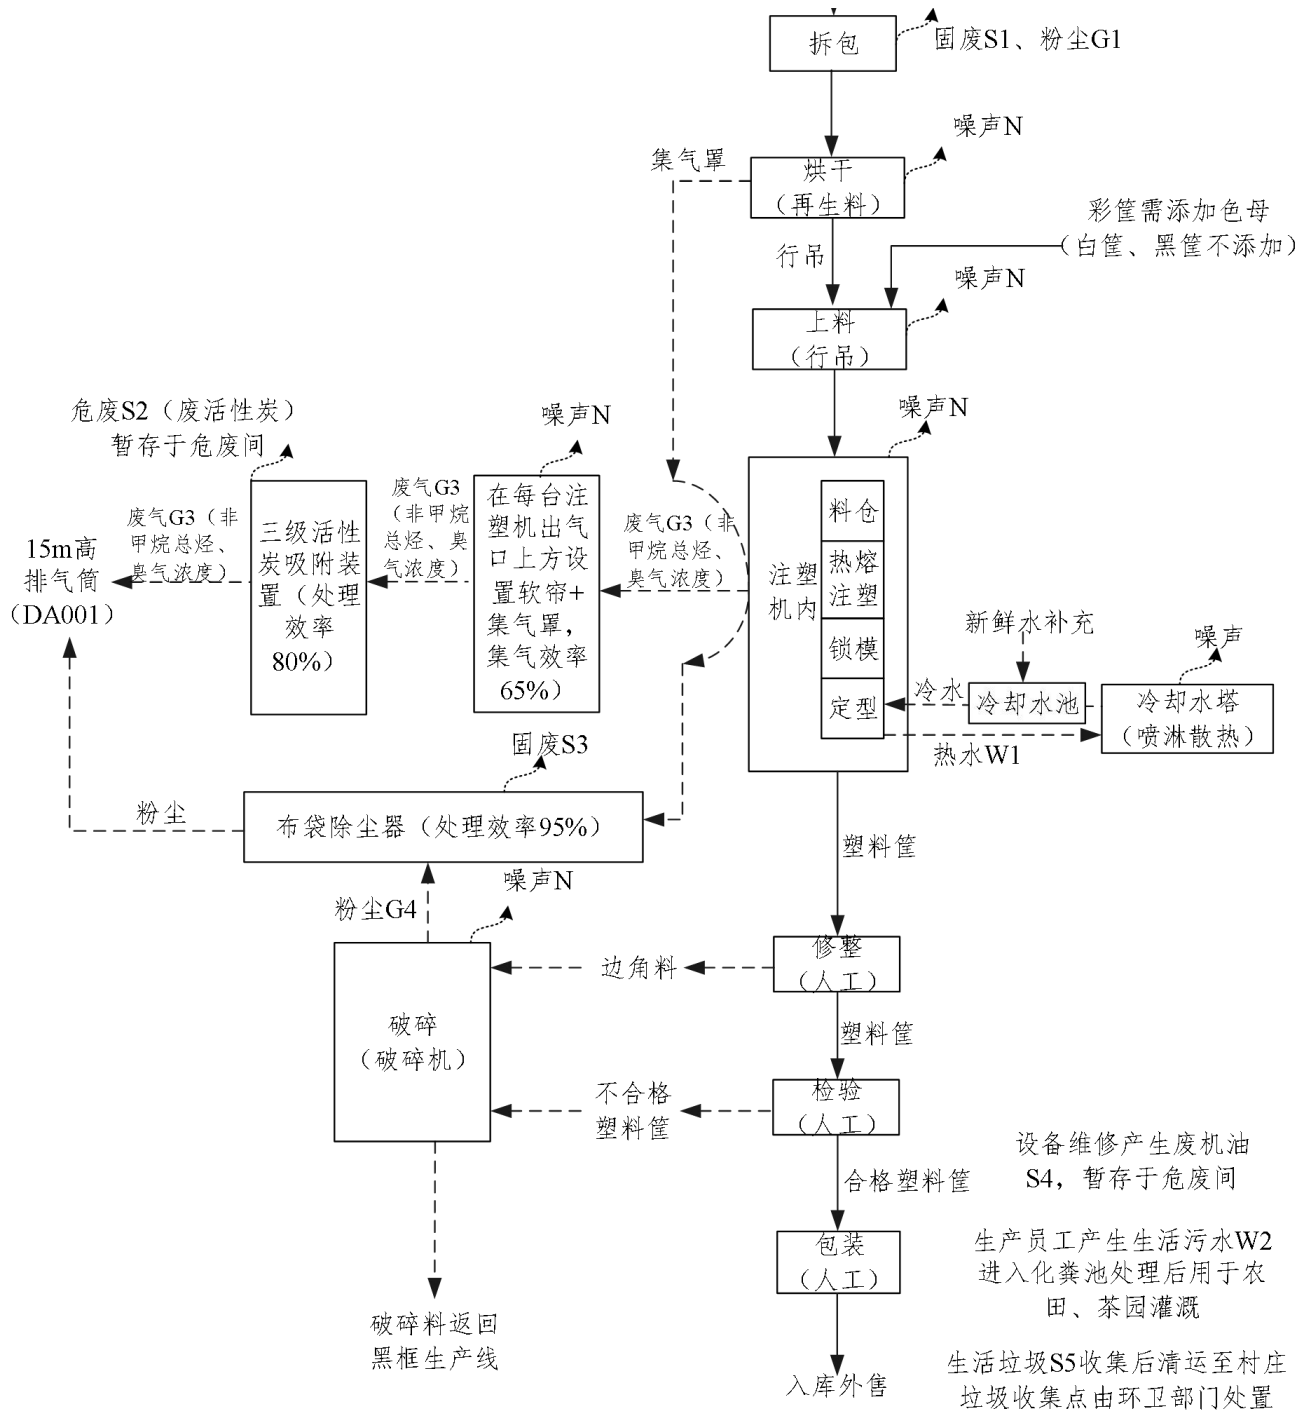 拆包
固废S1、粉尘G1
噪声N
集气罩
烘干
（再生料）
彩筐需添加色母
（白筐、黑筐不添加）
行吊
噪声N
上料
（行吊）
危废S2（废活性炭）
暂存于危废间
噪声N
噪声N
三级活性
炭吸附装
置（处理
效率
80%）
在每台注
塑机出气
口上方设
置软帘+
集气罩，
集气效率
65%）
废气G3
（非甲烷
总烃、臭
气浓度）
废气G3（非
甲烷总烃、
臭气浓度）
废气G3（非
甲烷总烃、
臭气浓度）
15m高
排气筒
（DA001）
注塑
机内
料仓
热熔
注塑
锁模
定型
新鲜水补充
噪声
冷水
冷却水池
冷却水塔
（喷淋散热）
热水W1
固废S3
粉尘
布袋除尘器（处理效率95%）
塑料筐
噪声N
粉尘G4
修整
（人工）
边角料
破碎
（破碎机）
塑料筐
检验
（人工）
不合格
塑料筐
合格塑料筐
设备维修产生废机油
S4，暂存于危废间
包装
（人工）
生产员工产生生活污水W2
进入化粪池处理后用于农
田、茶园灌溉
破碎料返回
黑框生产线
入库外售
生活垃圾S5收集后清运至村庄
垃圾收集点由环卫部门处置